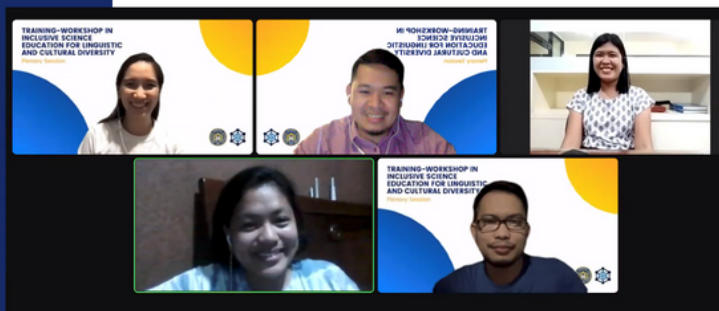 TRAINING-WORKSHOP IN
INCLUSIVE SCIENCE
EDUCATION FOR LINGUISTIC
AND CULTURAL DIVERSITY
Plenary Session
TRAINING-WORKSHOP IN
INCLUSIVE SCIENCE
EDUCATION FOR LINGUISTIC
AND CULTURAL DIVERSITY
Plenary Session
TRAINING-WORKSHOP IN
INCLUSIVE SCIENCE
EDUCATION FOR LINGUISTIC
AND CULTURAL DIVERSITY
Plenary Session